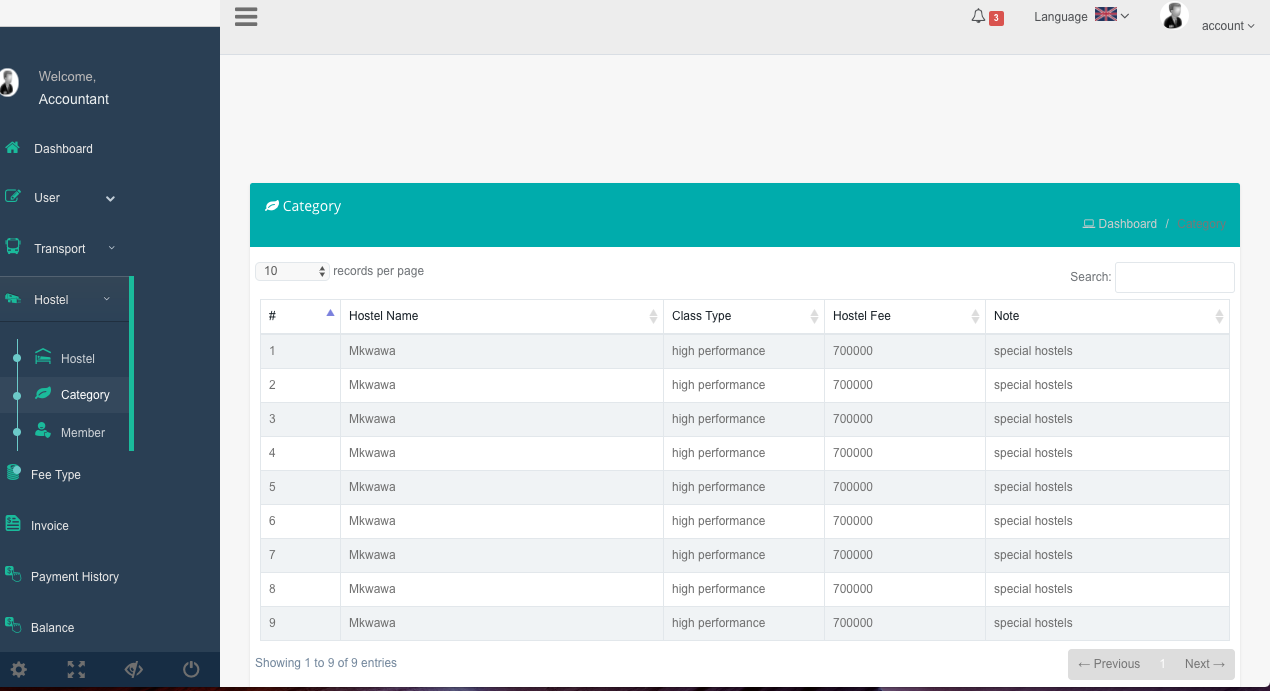 3
Language
account
Welcome,
Accountant
Dashboard
User
Transport
Hostel
Hostel
Category
Member
Fee Type
Invoice
Payment History
Balance
Category
Dashboard /
10 records per page
Search:
# Hostel Name Class Type Hostel Fee Note
1 Mkwawa high performance 700000 special hostels
2 Mkwawa high performance 700000 special hostels
3 Mkwawa high performance 700000 special hostels
4 Mkwawa high performance 700000 special hostels
5 Mkwawa high performance 700000 special hostels
6 Mkwawa high performance 700000 special hostels
7 Mkwawa high performance 700000 special hostels
8 Mkwawa high performance 700000 special hostels
9 Mkwawa high performance 700000 special hostels
Showing 1 to 9 of 9 entries
← Previous 1 Next →